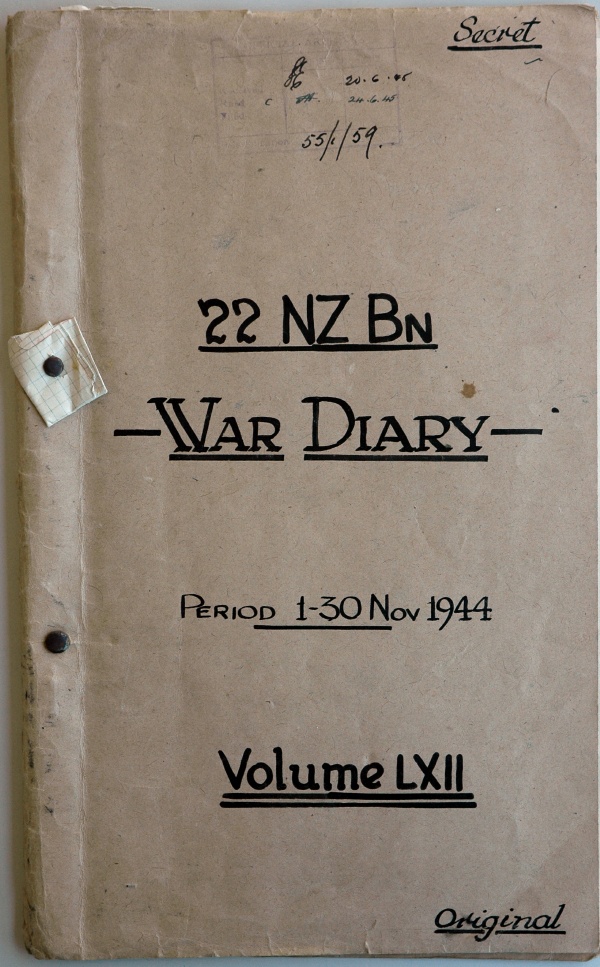 Secret
20.6.45
c 24.6.45
55/1/59.
22 NZ BN
—WAR DIARY—
PERIOD 1-30 NOV 1944
Volume LXII
Original